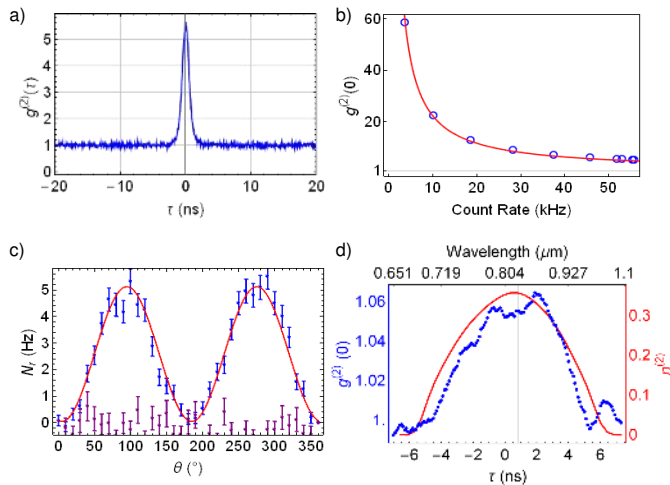 a)
g⁽²⁾(τ)
5
4
3
2
1
0
−20 −10 0 10 20
τ (ns)
b)
g⁽²⁾(0)
60
40
20
1
0 10 20 30 40 50
Count Rate (kHz)
c)
Nᵣ (Hz)
5
4
3
2
1
0
0 50 100 150 200 250 300 350
θ (°)
d)
Wavelength (μm)
0.651 0.719 0.804 0.927 1.1
g⁽²⁾ (0)
1.06
1.04
1.02
1.
0.3
0.2
0.1
0
n⁽²⁾
−6 −4 −2 0 2 4 6
τ (ns)